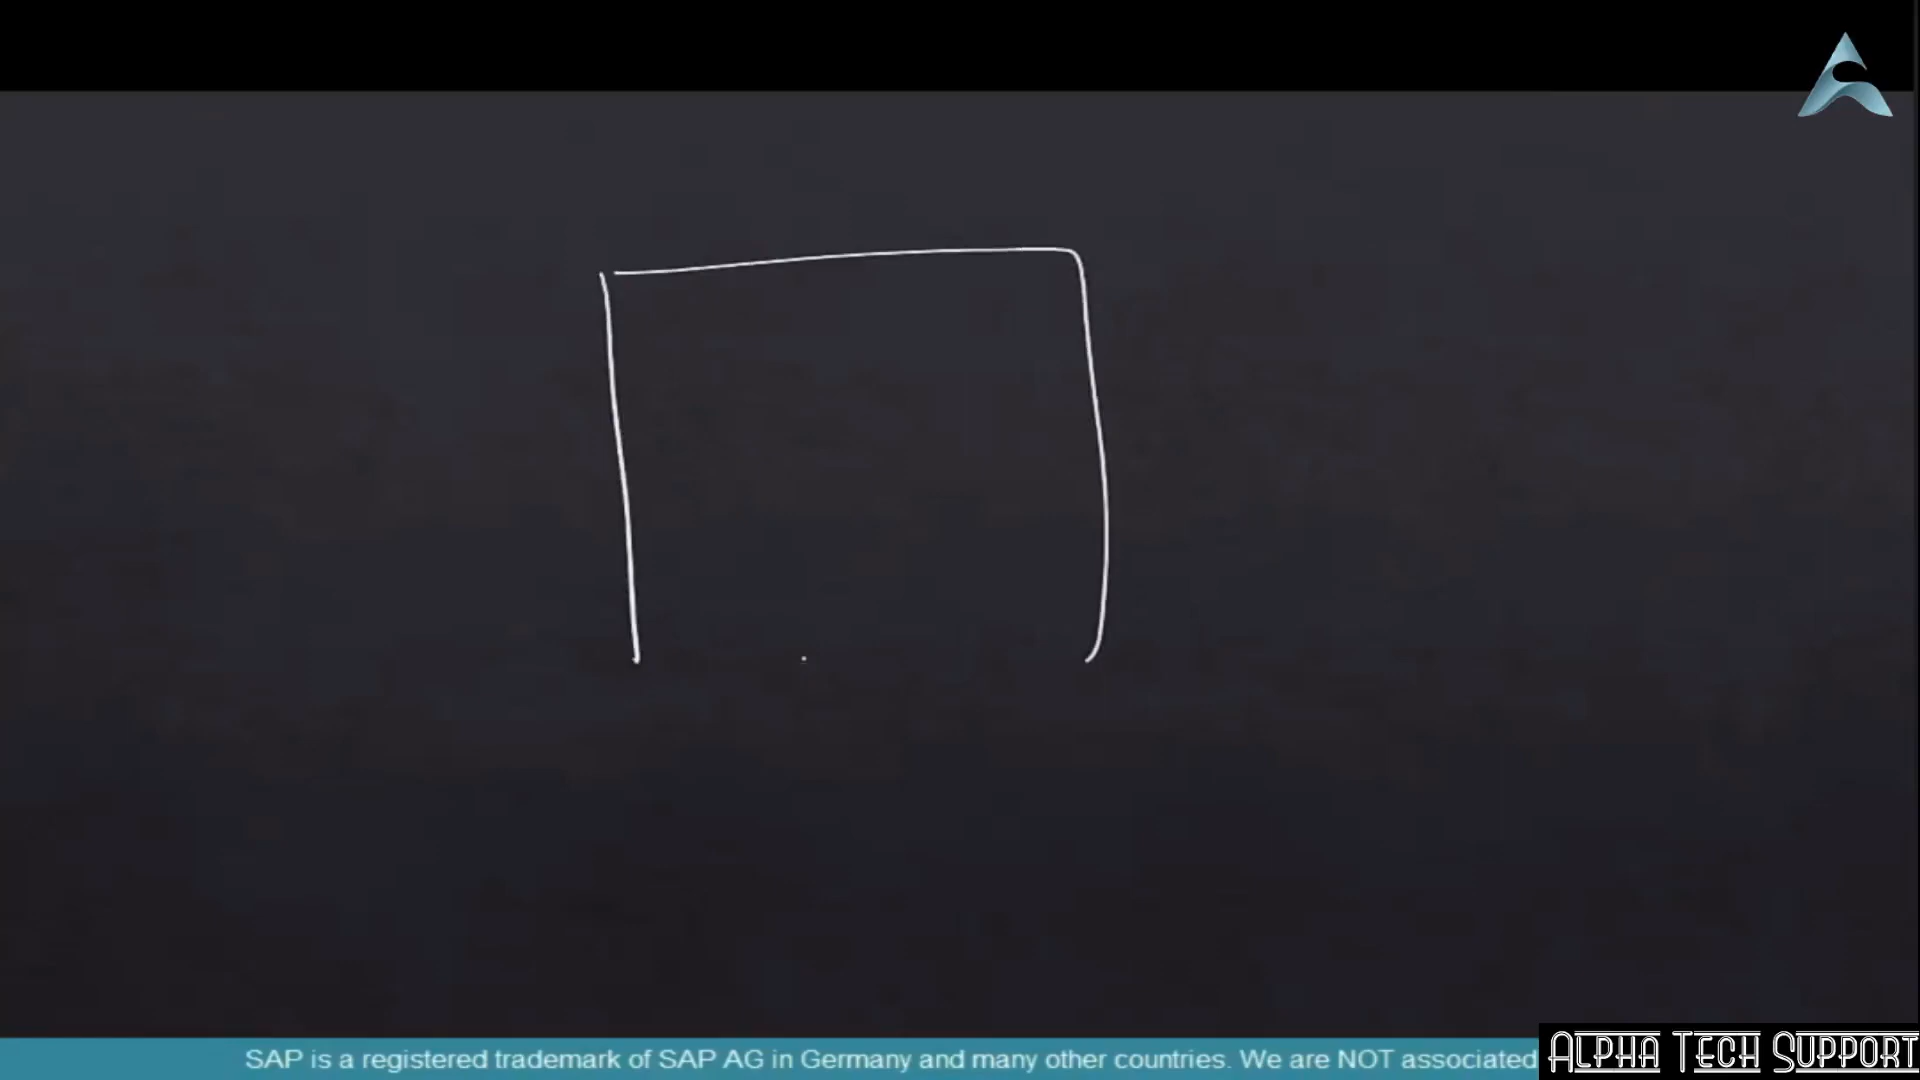 SAP is a registered trademark of SAP AG in Germany and many other countries. We are NOT associated
Alpha Tech Support